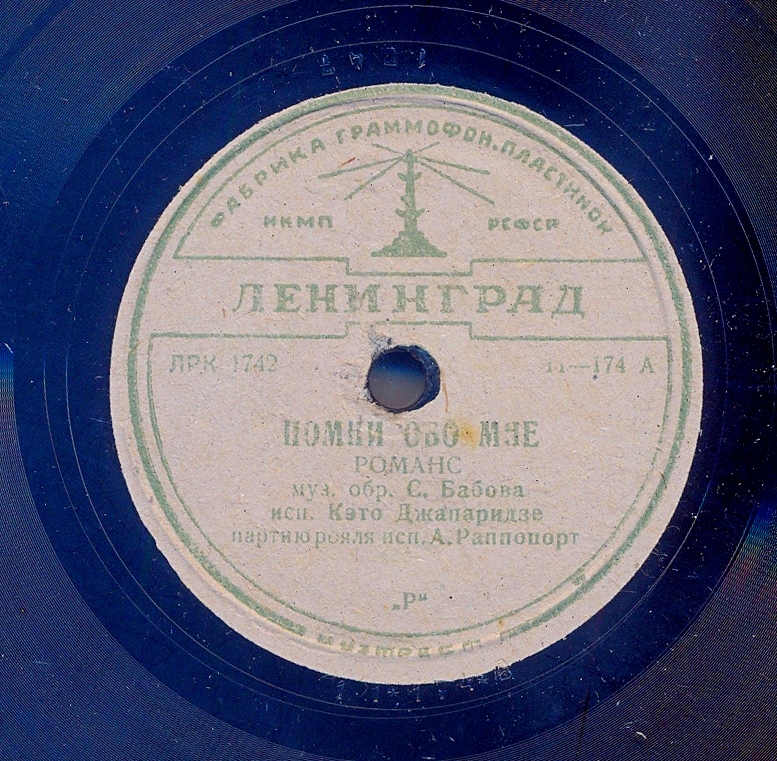 ФАБРИКА ГРАММОФОН.ПЛАСТИНОК
НКМП РСФСР
ЛЕНИНГРАД
ЛРК 1742 11—174 А
ПОМНИ ОБО МНЕ
РОМАНС
муз. обр. С. Бабова
исп. Кэто Джапаридзе
партию рояля исп. А. Раппопорт
„Р“